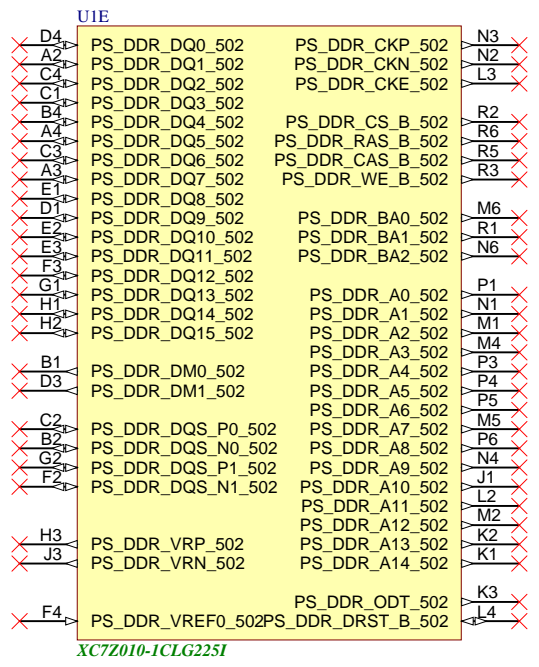 U1E
D4 PS_DDR_DQ0_502 PS_DDR_CKP_502 N3
A2 PS_DDR_DQ1_502 PS_DDR_CKN_502 N2
C4 PS_DDR_DQ2_502 PS_DDR_CKE_502 L3
C1 PS_DDR_DQ3_502
B4 PS_DDR_DQ4_502 PS_DDR_CS_B_502 R2
A4 PS_DDR_DQ5_502 PS_DDR_RAS_B_502 R6
C3 PS_DDR_DQ6_502 PS_DDR_CAS_B_502 R5
A3 PS_DDR_DQ7_502 PS_DDR_WE_B_502 R3
E1 PS_DDR_DQ8_502
D1 PS_DDR_DQ9_502 PS_DDR_BA0_502 M6
E2 PS_DDR_DQ10_502 PS_DDR_BA1_502 R1
E3 PS_DDR_DQ11_502 PS_DDR_BA2_502 N6
F3 PS_DDR_DQ12_502
G1 PS_DDR_DQ13_502 PS_DDR_A0_502 P1
H1 PS_DDR_DQ14_502 PS_DDR_A1_502 N1
H2 PS_DDR_DQ15_502 PS_DDR_A2_502 M1
PS_DDR_A3_502 M4
B1 PS_DDR_DM0_502 PS_DDR_A4_502 P3
D3 PS_DDR_DM1_502 PS_DDR_A5_502 P4
PS_DDR_A6_502 P5
C2 PS_DDR_DQS_P0_502 PS_DDR_A7_502 M5
B2 PS_DDR_DQS_N0_502 PS_DDR_A8_502 P6
G2 PS_DDR_DQS_P1_502 PS_DDR_A9_502 N4
F2 PS_DDR_DQS_N1_502 PS_DDR_A10_502 J1
PS_DDR_A11_502 L2
PS_DDR_A12_502 M2
H3 PS_DDR_VRP_502 PS_DDR_A13_502 K2
J3 PS_DDR_VRN_502 PS_DDR_A14_502 K1
PS_DDR_ODT_502 K3
F4 PS_DDR_VREF0_502 PS_DDR_DRST_B_502 L4
XC7Z010-1CLG225I